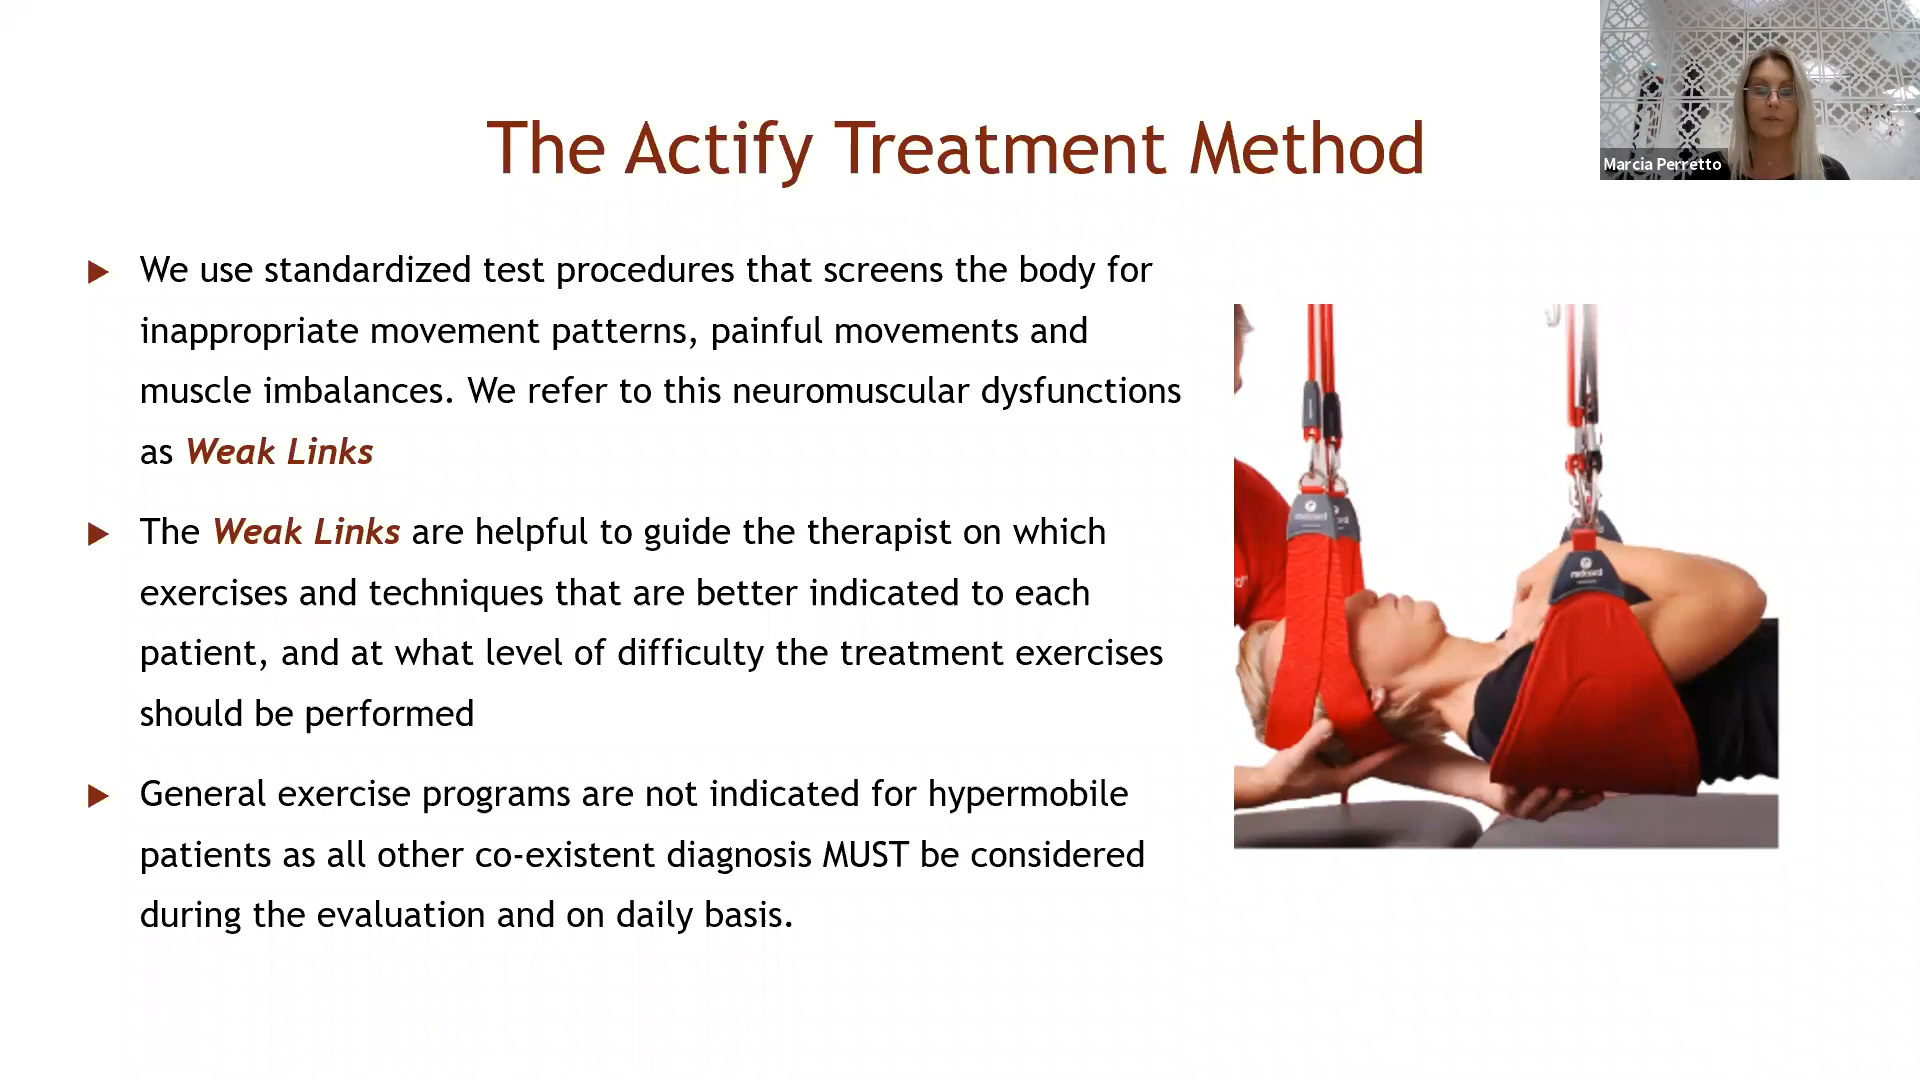 The Actify Treatment Method
Marcia Perretto
We use standardized test procedures that screens the body for
inappropriate movement patterns, painful movements and
muscle imbalances. We refer to this neuromuscular dysfunctions
as Weak Links
The Weak Links are helpful to guide the therapist on which
exercises and techniques that are better indicated to each
patient, and at what level of difficulty the treatment exercises
should be performed
General exercise programs are not indicated for hypermobile
patients as all other co-existent diagnosis MUST be considered
during the evaluation and on daily basis.
redcord